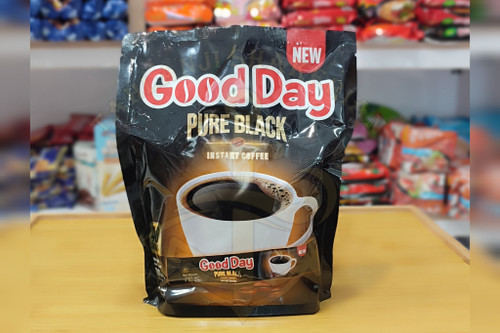 NEW
Good Day
PURE BLACK
INSTANT COFFEE
Good Day
PURE BLACK